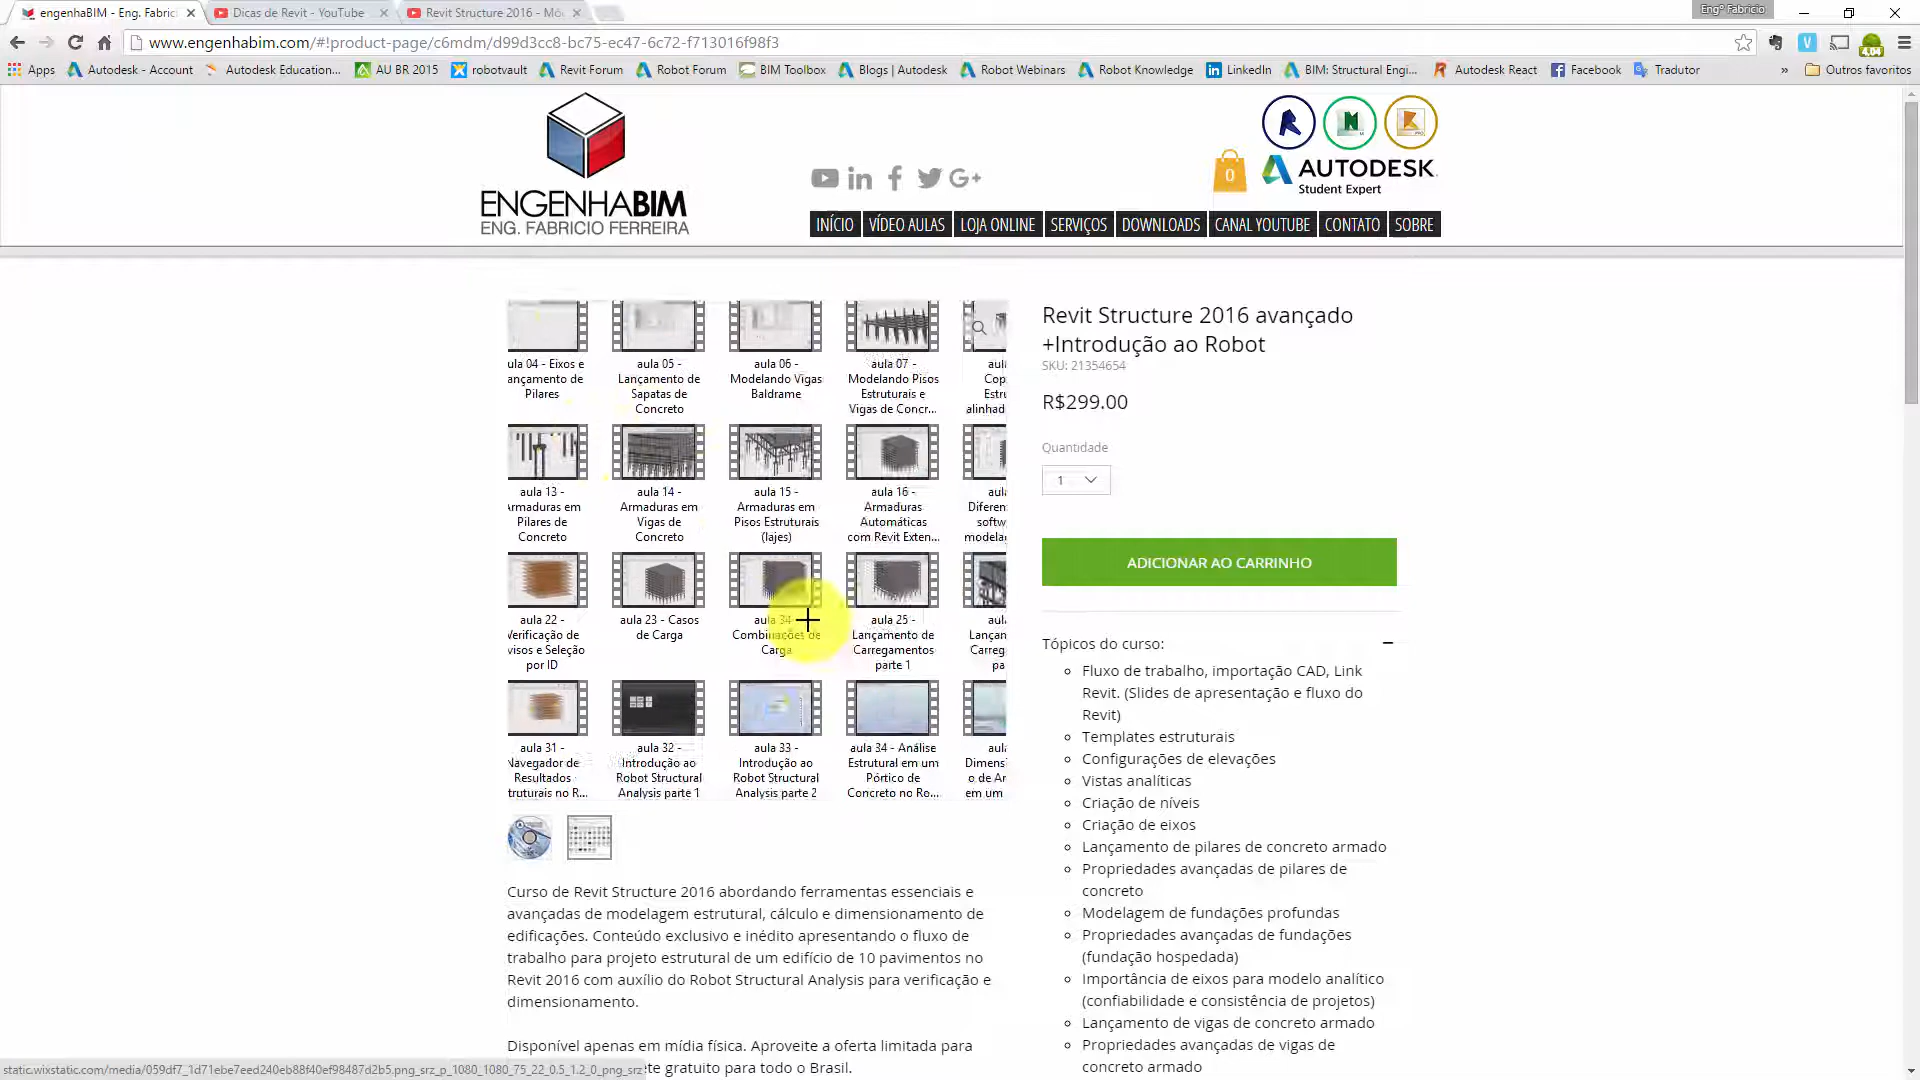 engenhaBIM - Eng. Fabric
Dicas de Revit - YouTube
Revit Structure 2016 - Mó
Engº Fabricio
www.engenhabim.com/#!product-page/c6mdm/d99d3cc8-bc75-ec47-6c72-f713016f98f3
4.04
Apps
Autodesk - Account
Autodesk Education...
AU BR 2015
robotvault
Revit Forum
Robot Forum
BIM Toolbox
Blogs | Autodesk
Robot Webinars
Robot Knowledge
LinkedIn
BIM: Structural Engi...
Autodesk React
Facebook
Tradutor
»
Outros favoritos
ENGENHABIM
ENG. FABRICIO FERREIRA
0
AUTODESK.
Student Expert
INÍCIO
VÍDEO AULAS
LOJA ONLINE
SERVIÇOS
DOWNLOADS
CANAL YOUTUBE
CONTATO
SOBRE
ula 04 - Eixos e
ançamento de
Pilares
aula 05 -
Lançamento de
Sapatas de
Concreto
aula 06 -
Modelando Vigas
Baldrame
aula 07 -
Modelando Pisos
Estruturais e
Vigas de Concr...
aula
Cop
Estru
alinhad
aula 13 -
Armaduras em
Pilares de
Concreto
aula 14 -
Armaduras em
Vigas de
Concreto
aula 15 -
Armaduras em
Pisos Estruturais
(lajes)
aula 16 -
Armaduras
Automáticas
com Revit Exten...
aula
Diferen
softw
modela
aula 22 -
Verificação de
visos e Seleção
por ID
aula 23 - Casos
de Carga
aula 34 -
Combinações de
Carga
aula 25 -
Lançamento de
Carregamentos
parte 1
aula
Lançan
Carreg
pa
aula 31 -
Navegador de
Resultados
truturais no R...
aula 32 -
Introdução ao
Robot Structural
Analysis parte 1
aula 33 -
Introdução ao
Robot Structural
Analysis parte 2
aula 34 - Análise
Estrutural em um
Pórtico de
Concreto no Ro...
aula
Dimens
o de Ar
em um
Curso de Revit Structure 2016 abordando ferramentas essenciais e
avançadas de modelagem estrutural, cálculo e dimensionamento de
edificações. Conteúdo exclusivo e inédito apresentando o fluxo de
trabalho para projeto estrutural de um edifício de 10 pavimentos no
Revit 2016 com auxílio do Robot Structural Analysis para verificação e
dimensionamento.
Disponível apenas em mídia física. Aproveite a oferta limitada para
ete gratuito para todo o Brasil.
Revit Structure 2016 avançado
+Introdução ao Robot
SKU: 21354654
R$299.00
Quantidade
1
ADICIONAR AO CARRINHO
Tópicos do curso:
Fluxo de trabalho, importação CAD, Link
Revit. (Slides de apresentação e fluxo do
Revit)
Templates estruturais
Configurações de elevações
Vistas analíticas
Criação de níveis
Criação de eixos
Lançamento de pilares de concreto armado
Propriedades avançadas de pilares de
concreto
Modelagem de fundações profundas
Propriedades avançadas de fundações
(fundação hospedada)
Importância de eixos para modelo analítico
(confiabilidade e consistência de projetos)
Lançamento de vigas de concreto armado
Propriedades avançadas de vigas de
concreto armado
static.wixstatic.com/media/059df7_1d71ebe7eed240eb88f40ef98487d2b5.png_srz_p_1080_1080_75_22_0.5_1.2_0_png_srz